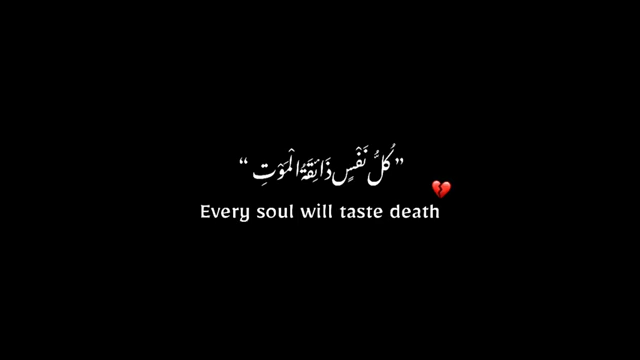 ” كُلُّ نَفْسٍ ذَائِقَةُ الْمَوْتِ “
Every soul will taste death